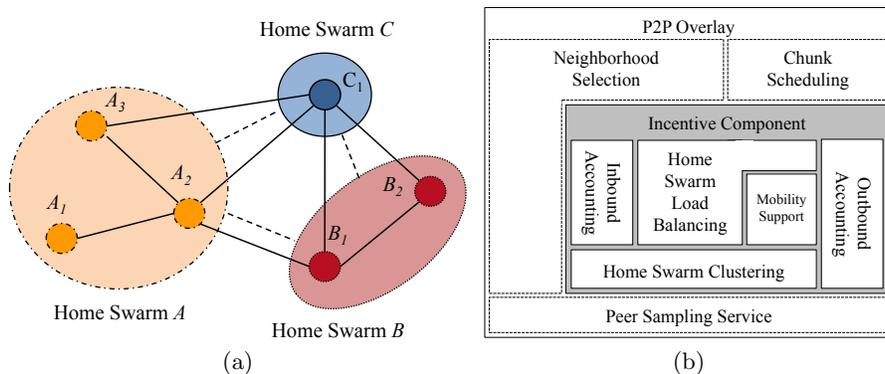 Home Swarm C
C1
A3
A2
A1
B2
B1
Home Swarm A
Home Swarm B
(a)
P2P Overlay
Neighborhood
Selection
Chunk
Scheduling
Incentive Component
Inbound
Accounting
Home
Swarm
Load
Balancing
Mobility
Support
Outbound
Accounting
Home Swarm Clustering
Peer Sampling Service
(b)